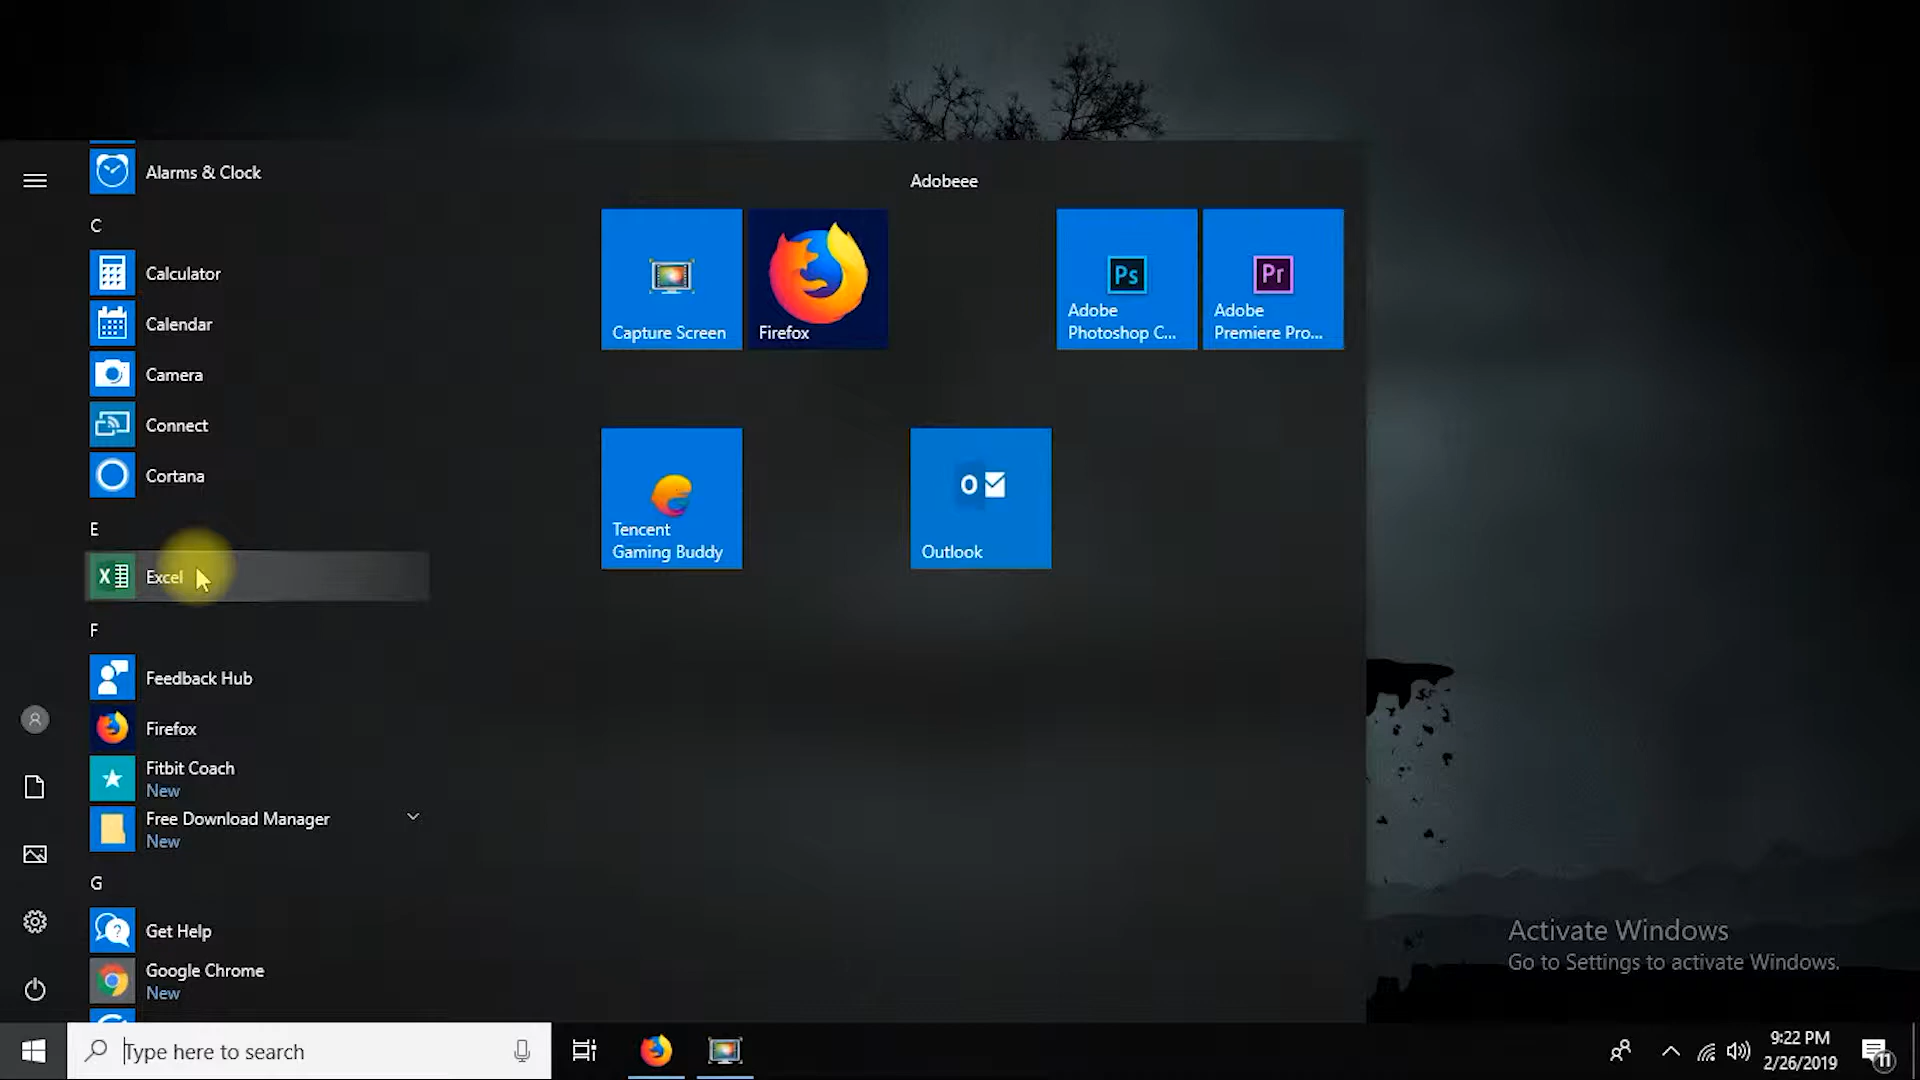 Alarms & Clock
C
Calculator
Calendar
Camera
Connect
Cortana
E
Excel
F
Feedback Hub
Firefox
Fitbit Coach
New
Free Download Manager
New
G
Get Help
Google Chrome
New
Adobeee
Capture Screen
Firefox
Ps
Adobe
Photoshop C...
Pr
Adobe
Premiere Pro...
Tencent
Gaming Buddy
Outlook
Activate Windows
Go to Settings to activate Windows.
Type here to search
9:22 PM
2/26/2019
11